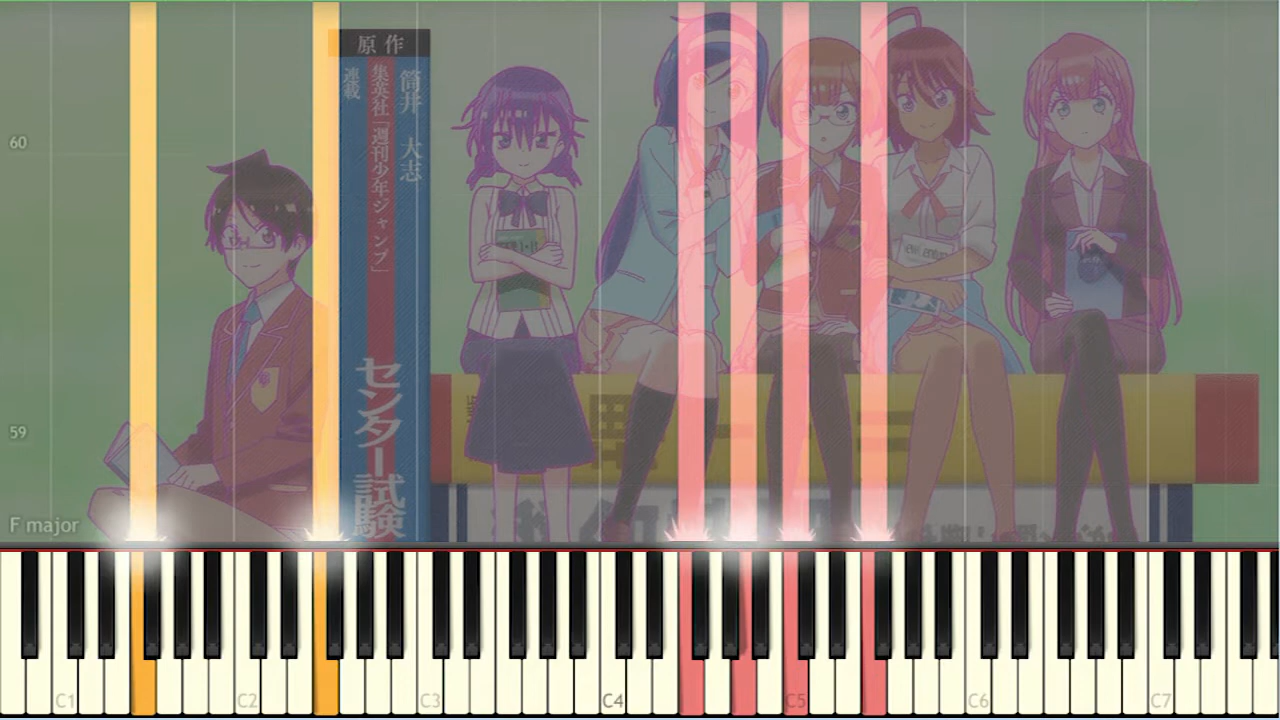 原作
筒井 大志
集英社「週刊少年ジャンプ」
連載
センター試験
60
59
F major
C1
C2
C3
C4
C5
C6
C7